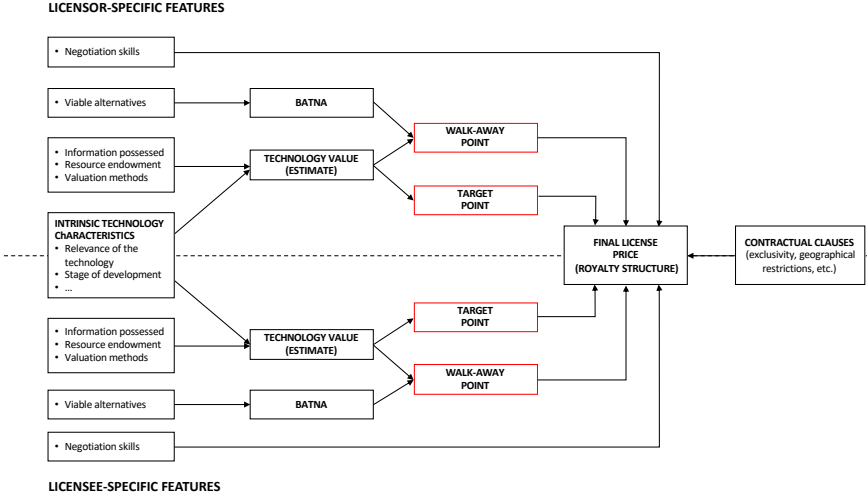 LICENSOR-SPECIFIC FEATURES
• Negotiation skills
• Viable alternatives
BATNA
WALK-AWAY
POINT
• Information possessed
• Resource endowment
• Valuation methods
TECHNOLOGY VALUE
(ESTIMATE)
TARGET
POINT
INTRINSIC TECHNOLOGY
ChARACTERISTICS
• Relevance of the
technology
• Stage of development
• ...
FINAL LICENSE
PRICE
(ROYALTY STRUCTURE)
CONTRACTUAL CLAUSES
(exclusivity, geographical
restrictions, etc.)
• Information possessed
• Resource endowment
• Valuation methods
TECHNOLOGY VALUE
(ESTIMATE)
TARGET
POINT
WALK-AWAY
POINT
• Viable alternatives
BATNA
• Negotiation skills
LICENSEE-SPECIFIC FEATURES